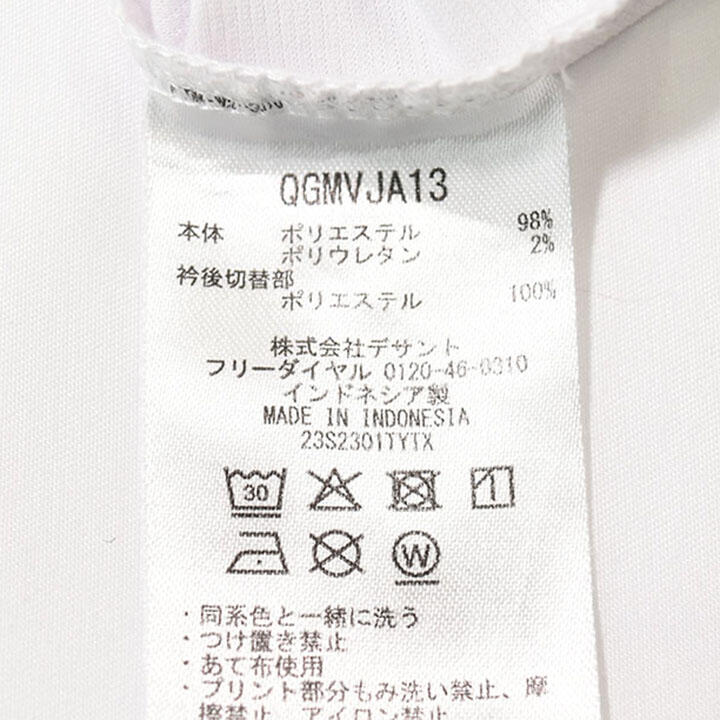 QGMVJA13
本体 ポリエステル 98%
ポリウレタン 2%
衿後切替部
ポリエステル 100%
株式会社デサント
フリーダイヤル 0120-46-0310
インドネシア製
MADE IN INDONESIA
23S2301TYTX
30
W
・同系色と一緒に洗う
・つけ置き禁止
・あて布使用
・プリント部分もみ洗い禁止、摩
擦禁止、アイロン禁止